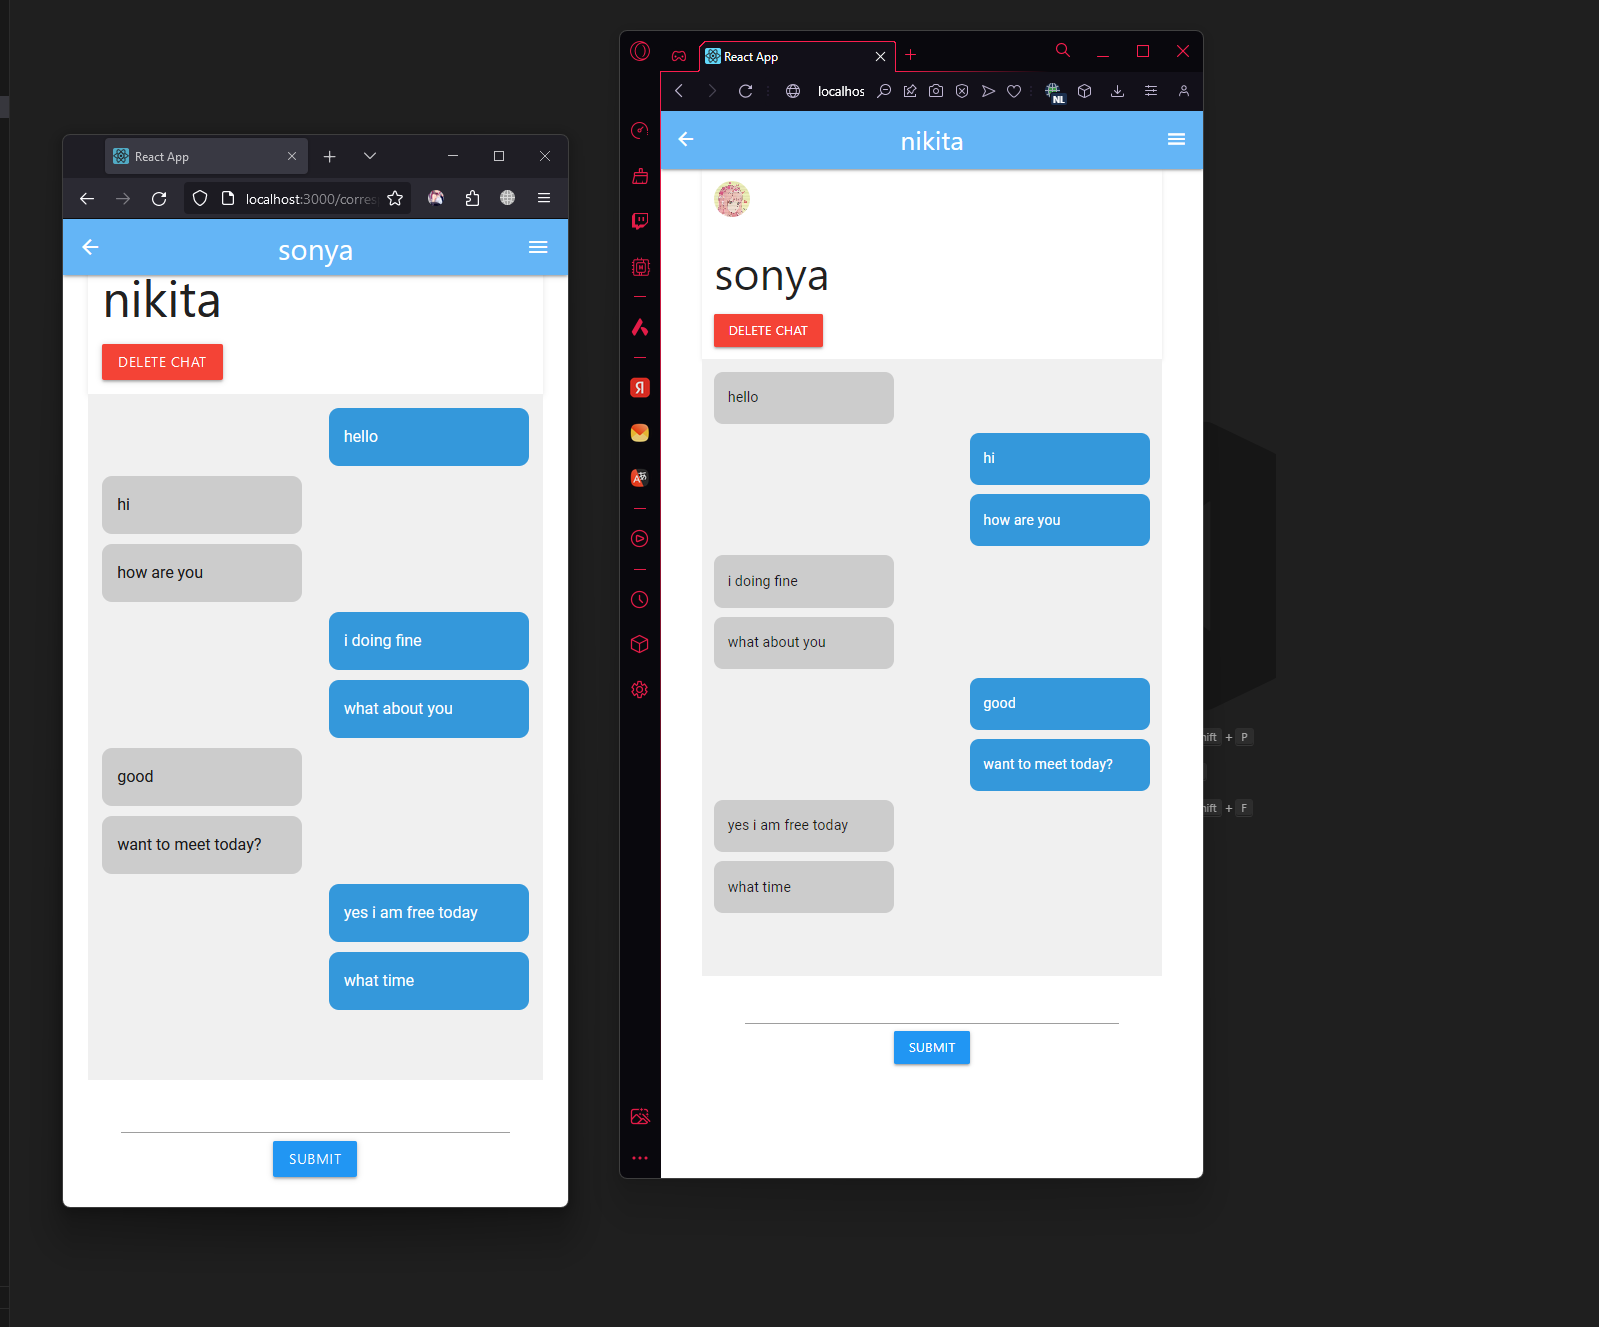 React App
localhost:3000/corres
sonya
nikita
DELETE CHAT
hello
hi
how are you
i doing fine
what about you
good
want to meet today?
yes i am free today
what time
SUBMIT
React App
localhos
NL
nikita
sonya
DELETE CHAT
hello
hi
how are you
i doing fine
what about you
good
want to meet today?
yes i am free today
what time
SUBMIT
Я
ift + P
ift + F